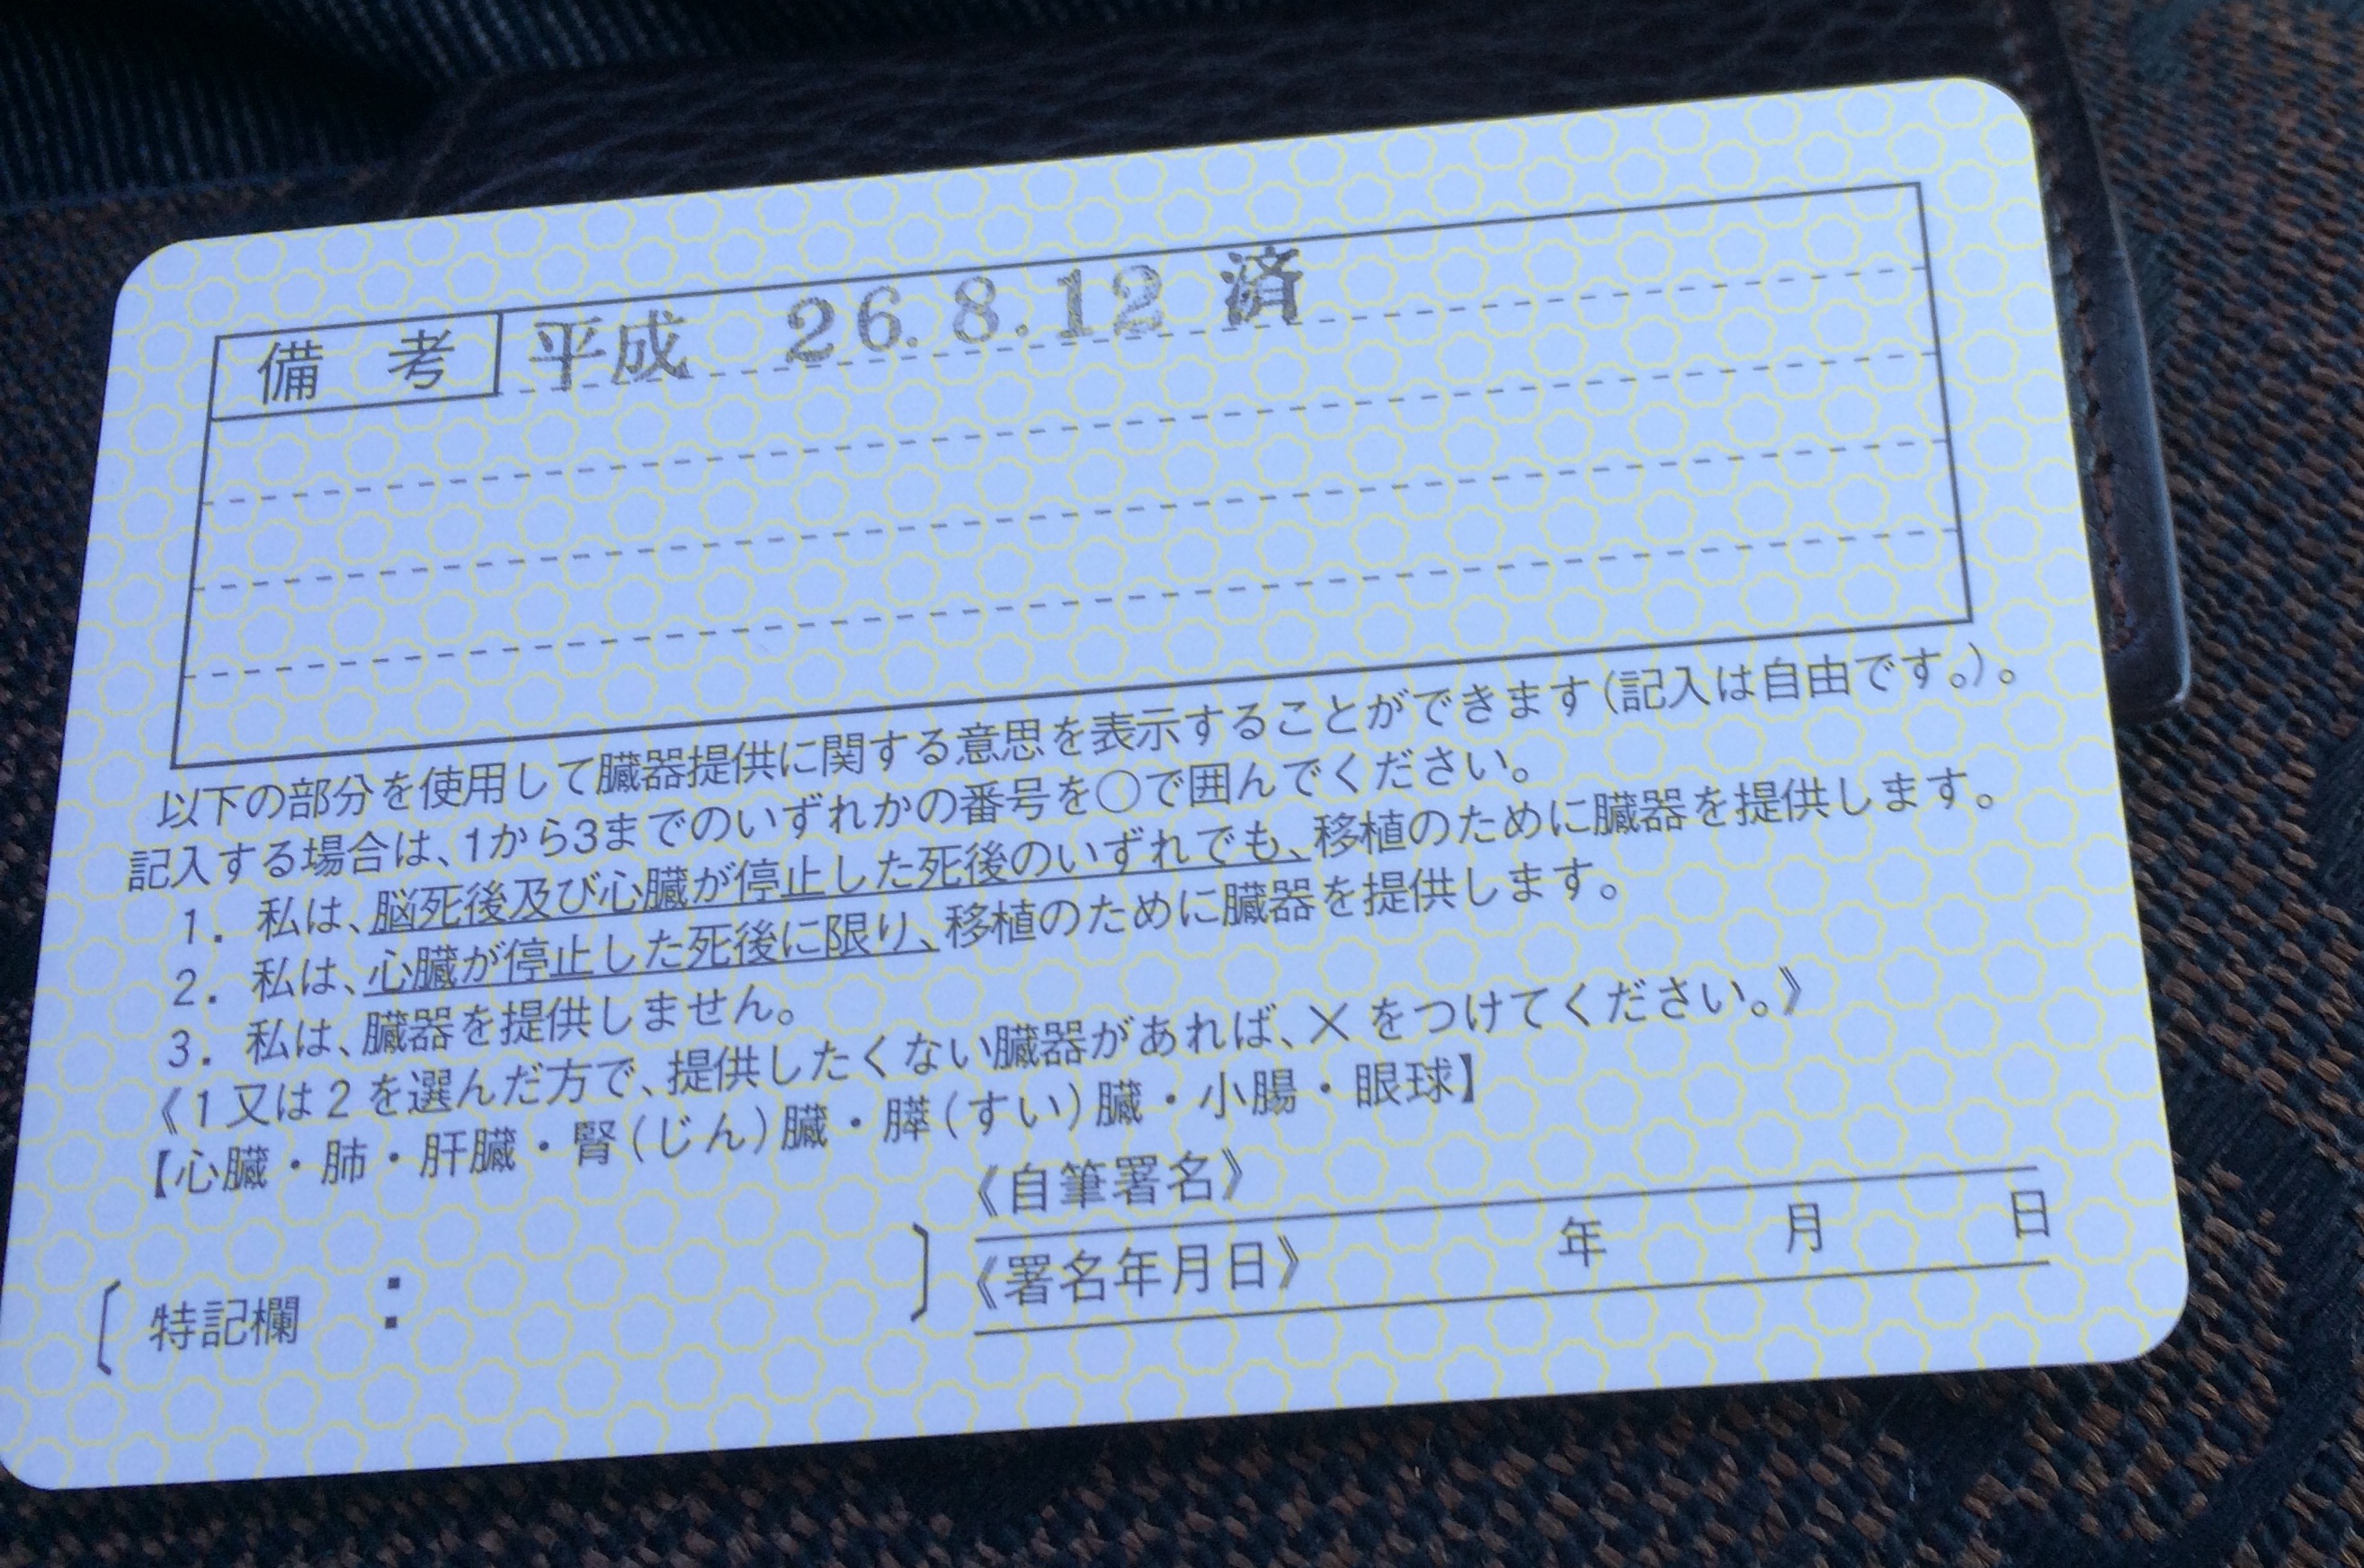 備考 平成 26.8.12 済
以下の部分を使用して臓器提供に関する意思を表示することができます(記入は自由です。)。
記入する場合は、1から3までのいずれかの番号を○で囲んでください。
1. 私は、脳死後及び心臓が停止した死後のいずれでも、移植のために臓器を提供します。
2. 私は、心臓が停止した死後に限り、移植のために臓器を提供します。
3. 私は、臓器を提供しません。
《1又は2を選んだ方で、提供したくない臓器があれば、×をつけてください。》
【心臓・肺・肝臓・腎(じん)臓・膵(すい)臓・小腸・眼球】
〔特記欄 : 〕
《自筆署名》
《署名年月日》 年 月 日